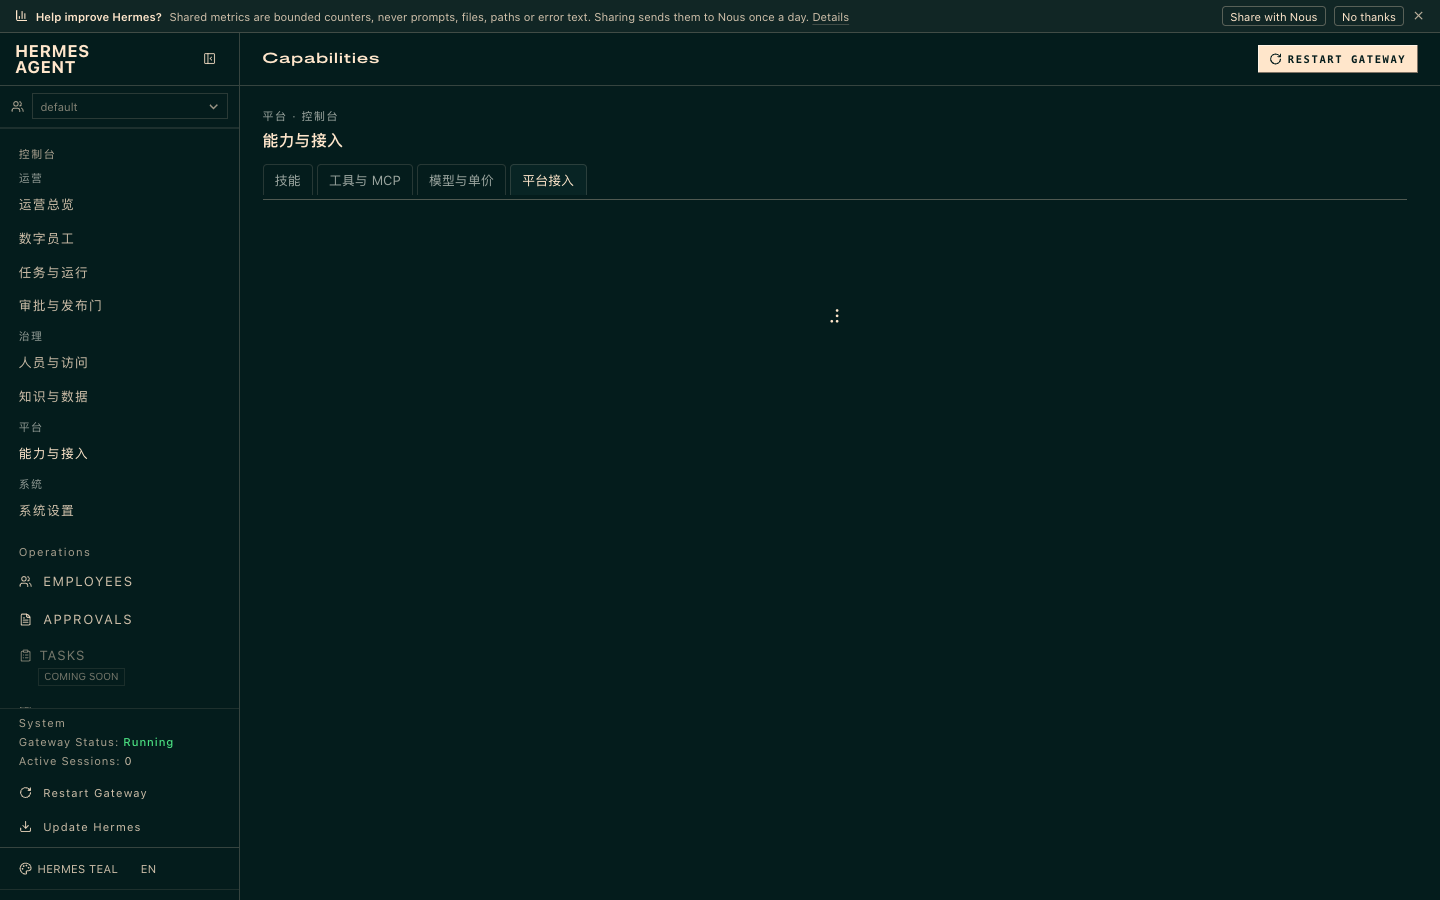 Help improve Hermes? Shared metrics are bounded counters, never prompts, files, paths or error text. Sharing sends them to Nous once a day. Details
Share with Nous
No thanks
HERMES
AGENT
Capabilities
RESTART GATEWAY
default
平台 · 控制台
能力与接入
技能
工具与 MCP
模型与单价
平台接入
控制台
运营
运营总览
数字员工
任务与运行
审批与发布门
治理
人员与访问
知识与数据
平台
能力与接入
系统
系统设置
Operations
EMPLOYEES
APPROVALS
TASKS
COMING SOON
System
Gateway Status: Running
Active Sessions: 0
Restart Gateway
Update Hermes
HERMES TEAL
EN